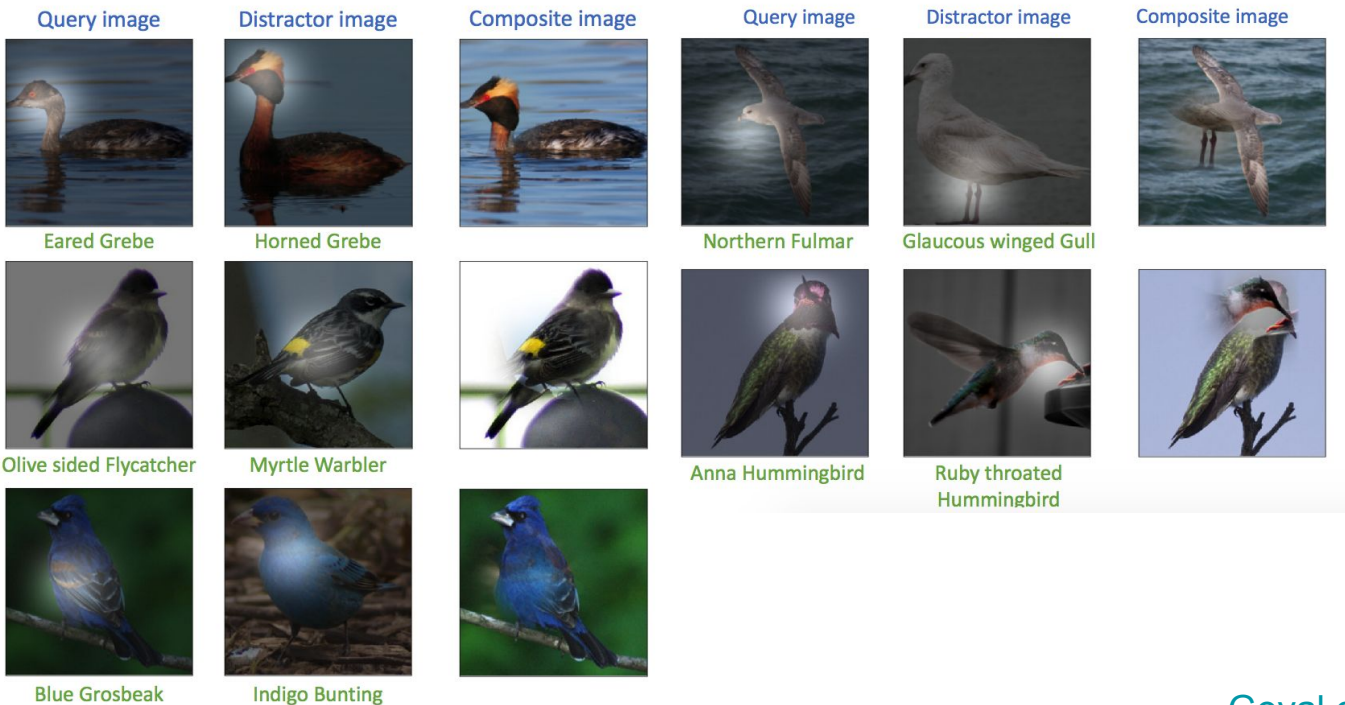 Query image
Distractor image
Composite image
Query image
Distractor image
Composite image
Eared Grebe
Horned Grebe
Northern Fulmar
Glaucous winged Gull
Olive sided Flycatcher
Myrtle Warbler
Anna Hummingbird
Ruby throated
Hummingbird
Blue Grosbeak
Indigo Bunting